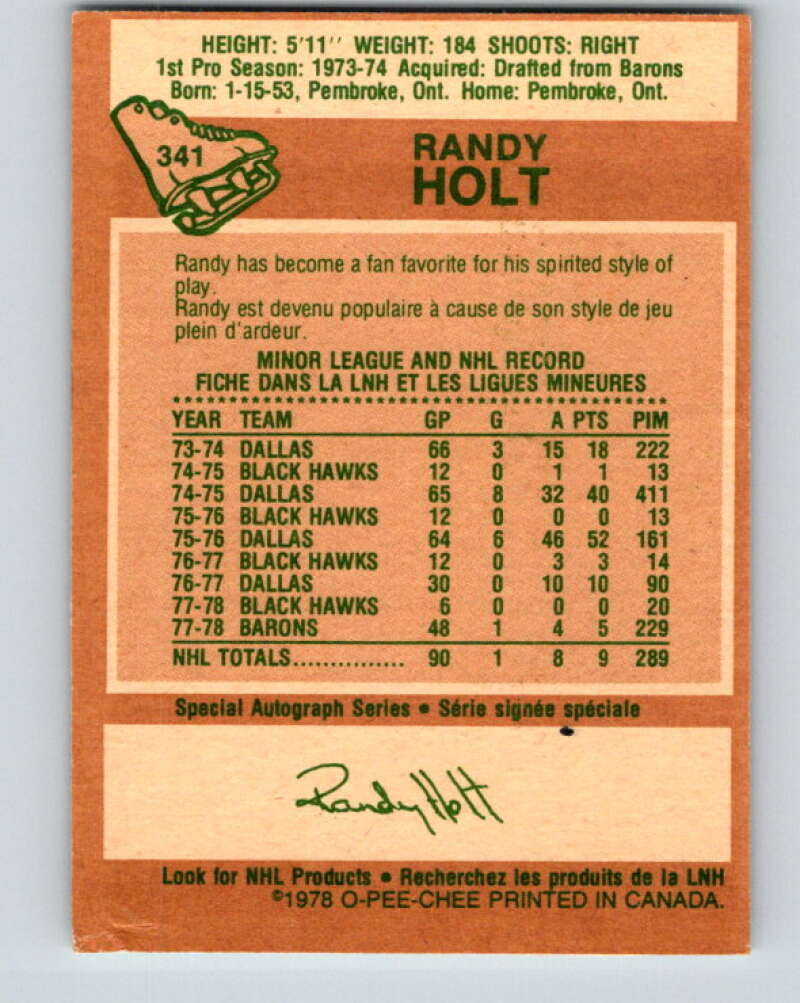 HEIGHT: 5'11'' WEIGHT: 184 SHOOTS: RIGHT
1st Pro Season: 1973-74 Acquired: Drafted from Barons
Born: 1-15-53, Pembroke, Ont. Home: Pembroke, Ont.
341
RANDY
HOLT
Randy has become a fan favorite for his spirited style of
play.
Randy est devenu populaire à cause de son style de jeu
plein d'ardeur.
MINOR LEAGUE AND NHL RECORD
FICHE DANS LA LNH ET LES LIGUES MINEURES
YEAR TEAM GP G A PTS PIM
73-74 DALLAS 66 3 15 18 222
74-75 BLACK HAWKS 12 0 1 1 13
74-75 DALLAS 65 8 32 40 411
75-76 BLACK HAWKS 12 0 0 0 13
75-76 DALLAS 64 6 46 52 161
76-77 BLACK HAWKS 12 0 3 3 14
76-77 DALLAS 30 0 10 10 90
77-78 BLACK HAWKS 6 0 0 0 20
77-78 BARONS 48 1 4 5 229
NHL TOTALS............... 90 1 8 9 289
Special Autograph Series • Série signée spéciale
Randy Holt
Look for NHL Products • Recherchez les produits de la LNH
©1978 O-PEE-CHEE PRINTED IN CANADA.